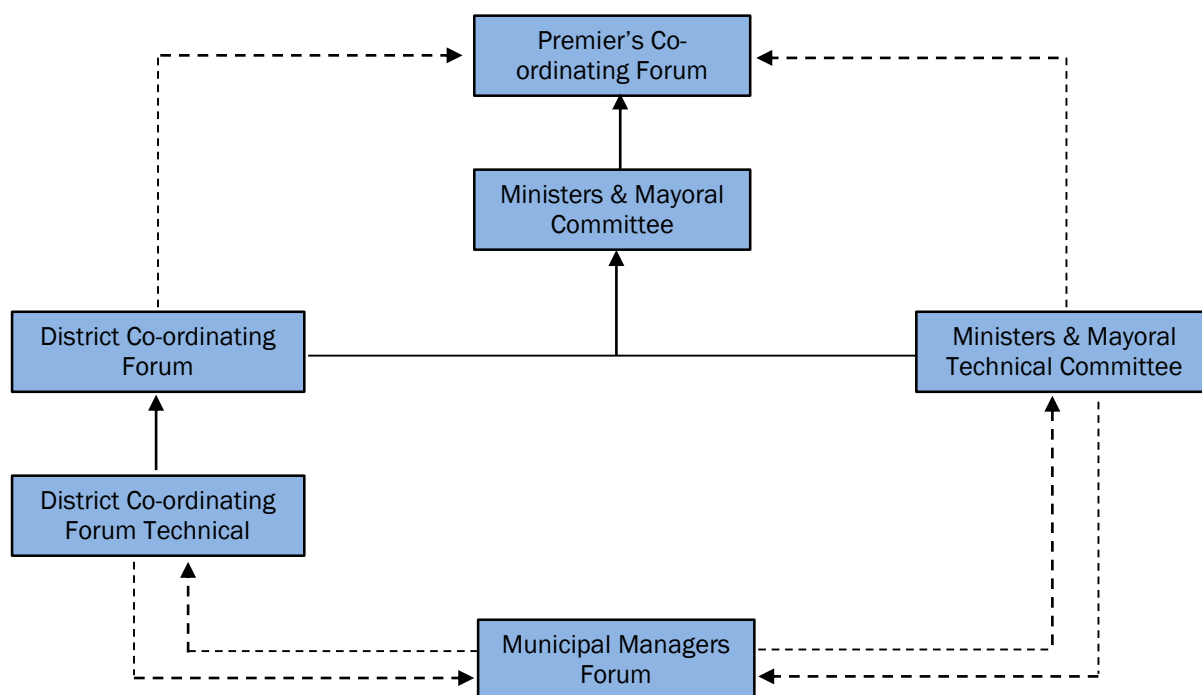 Premier’s Co-
ordinating Forum
Ministers & Mayoral
Committee
District Co-ordinating
Forum
Ministers & Mayoral
Technical Committee
District Co-ordinating
Forum Technical
Municipal Managers
Forum